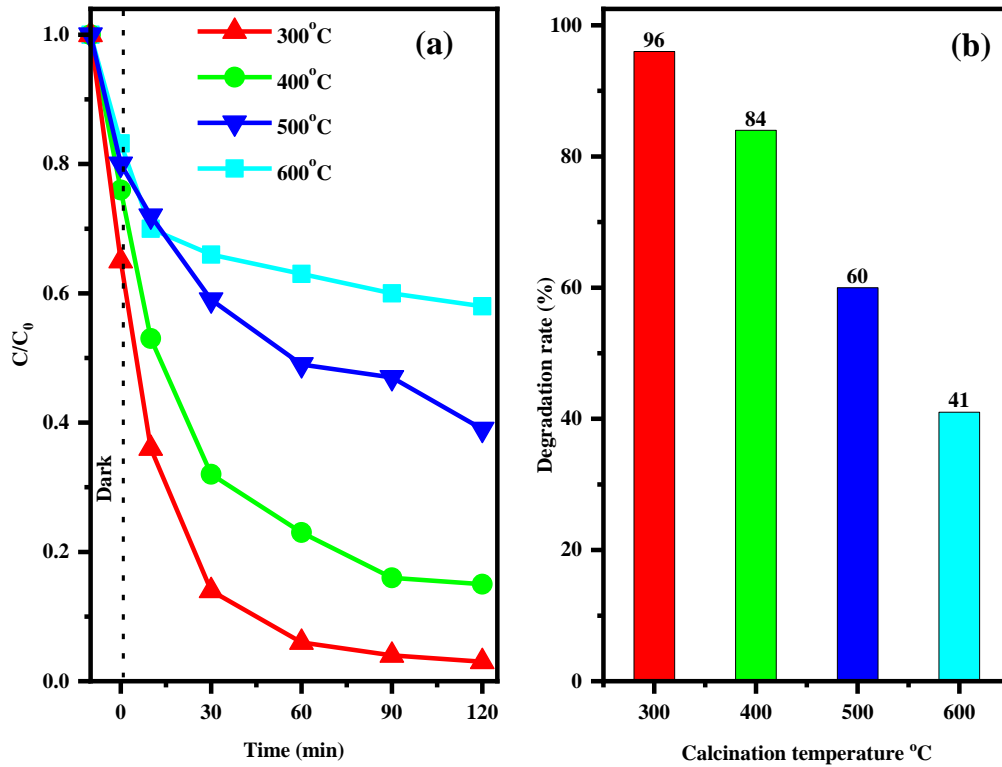 (a)
300°C
400°C
500°C
600°C
Dark
C/C₀
1.0
0.8
0.6
0.4
0.2
0.0
0 30 60 90 120
Time (min)
(b)
96
84
60
41
Degradation rate (%)
100
80
60
40
20
0
300 400 500 600
Calcination temperature °C